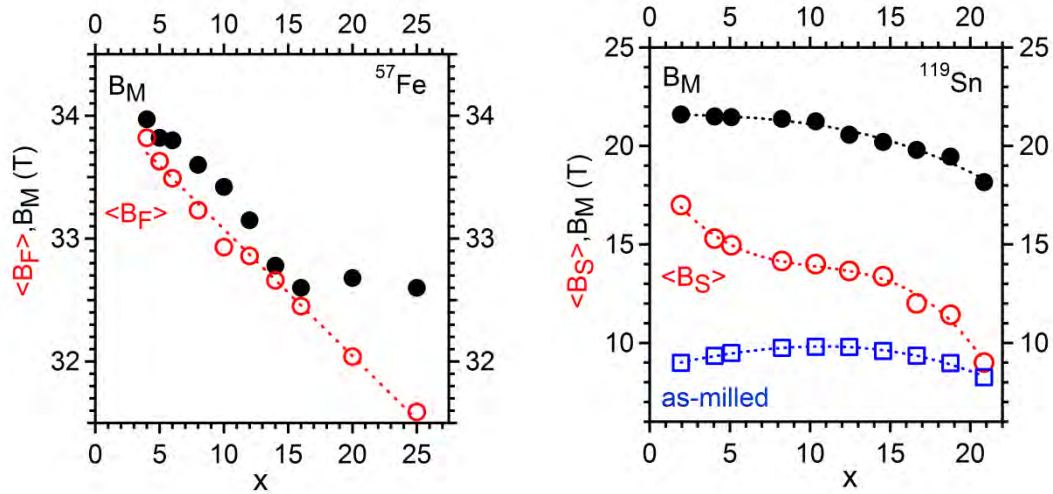 0 5 10 15 20 25
34
33
32
34
33
32
<B_F>, B_M (T)
B_M
57Fe
<B_F>
0 5 10 15 20 25
x
0 5 10 15 20
25
20
15
10
25
20
15
10
<B_S>, B_M (T)
B_M
119Sn
<B_S>
as-milled
0 5 10 15 20
x